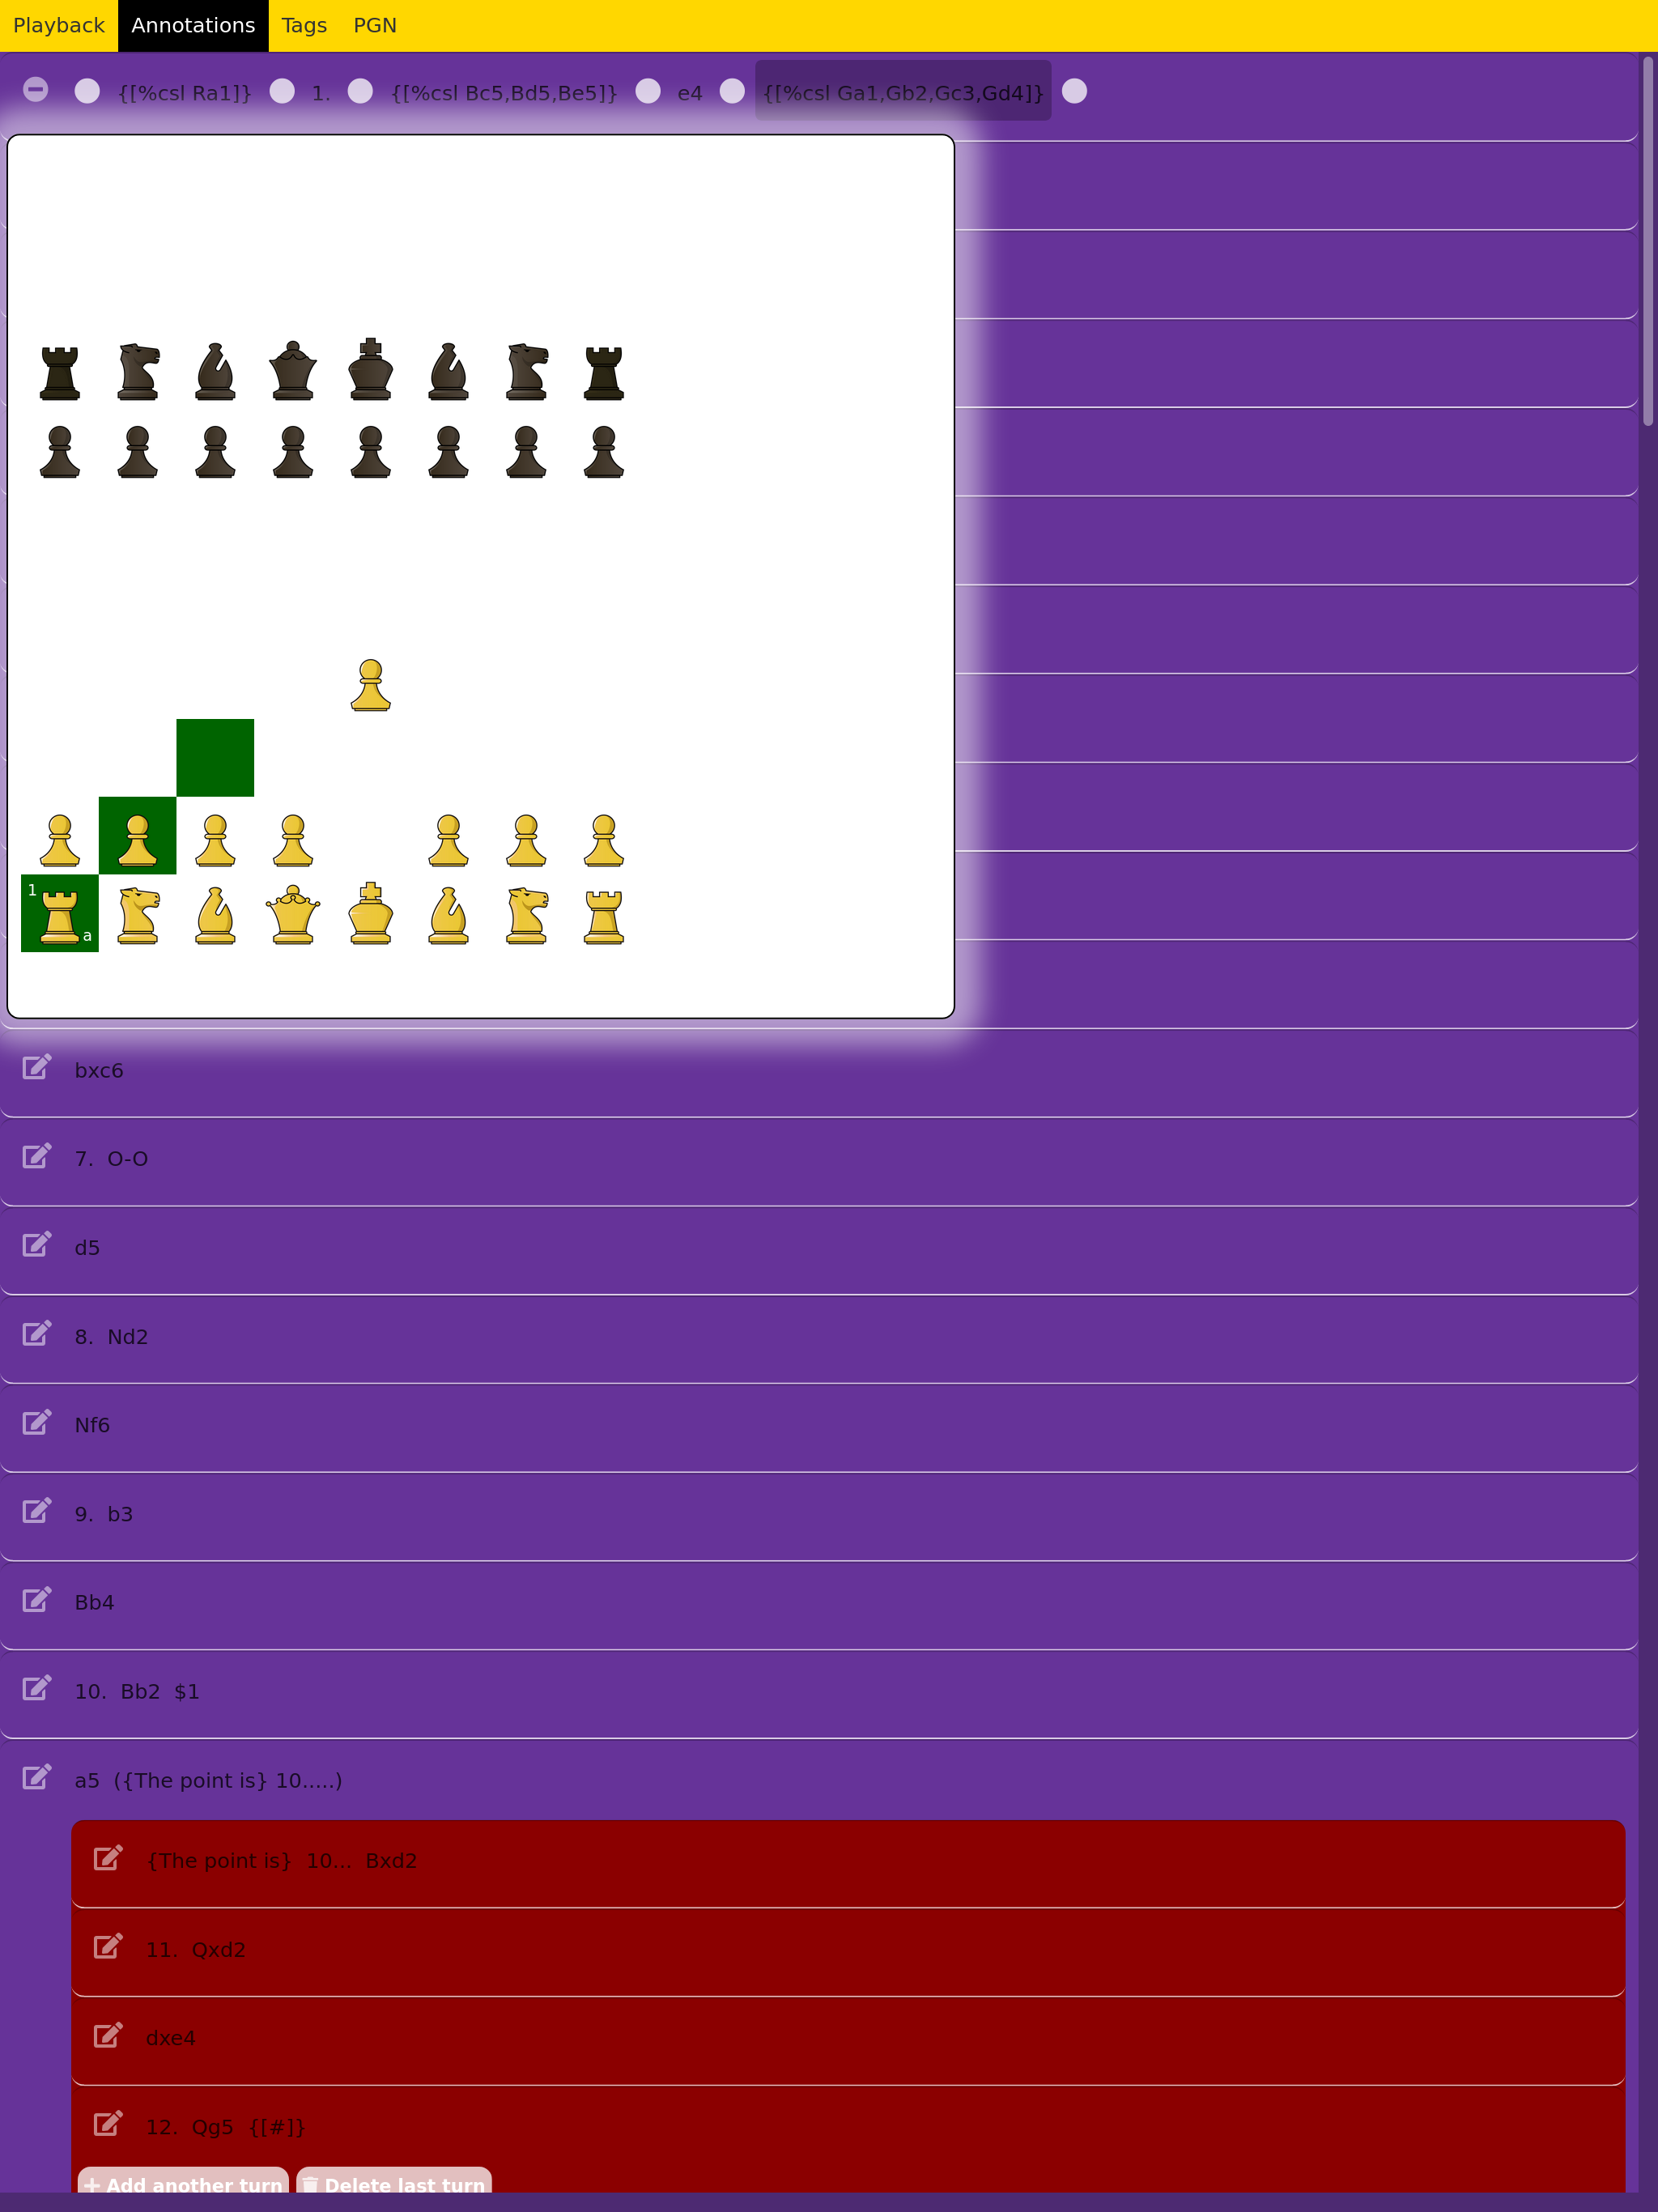 Playback Annotations Tags PGN
{[%csl Ra1]} 1. {[%csl Bc5,Bd5,Be5]} e4 {[%csl Ga1,Gb2,Gc3,Gd4]}
1
a
bxc6
7. O-O
d5
8. Nd2
Nf6
9. b3
Bb4
10. Bb2 $1
a5 ({The point is} 10.....)
{The point is} 10... Bxd2
11. Qxd2
dxe4
12. Qg5 {[#]}
Add another turn Delete last turn